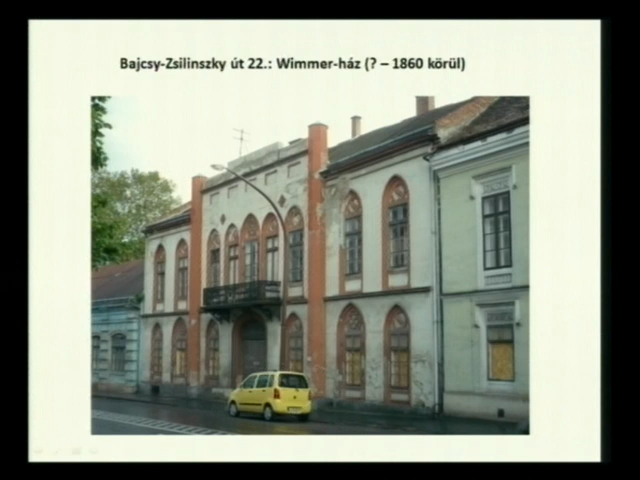 Bajcsy-Zsilinszky út 22.: Wimmer-ház (? – 1860 körül)